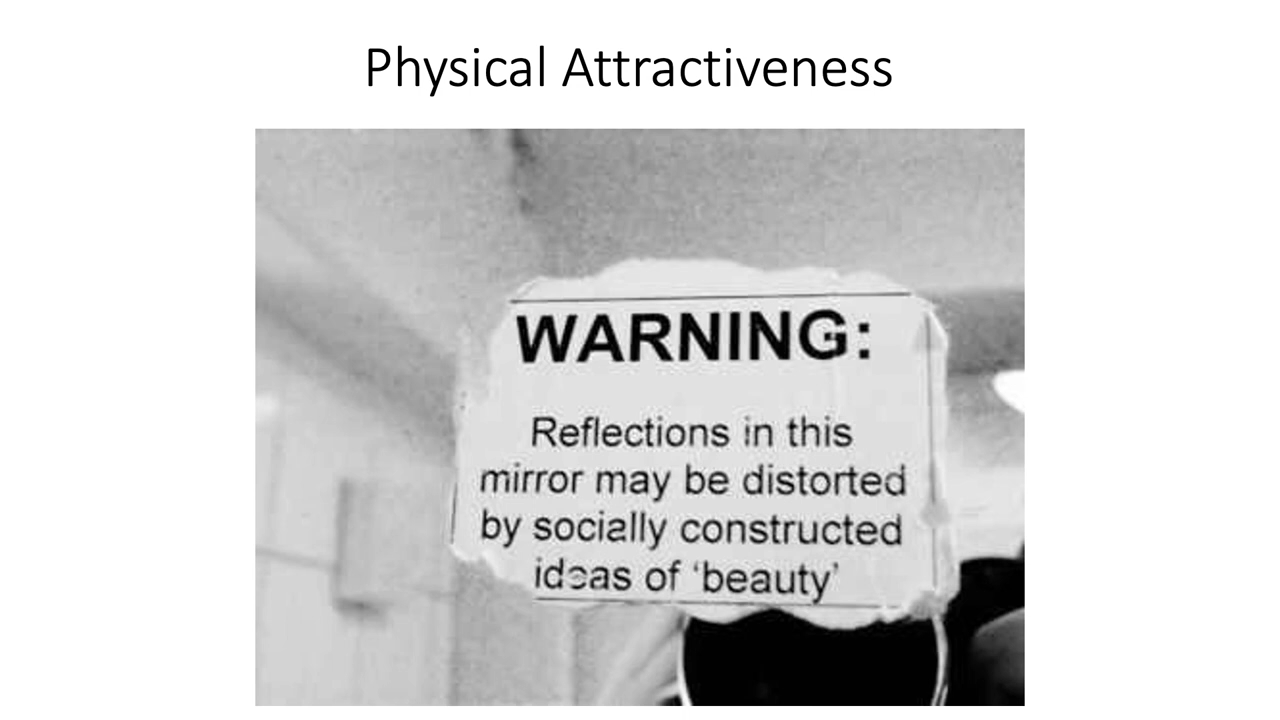 Physical Attractiveness
WARNING:
Reflections in this
mirror may be distorted
by socially constructed
ideas of ‘beauty’